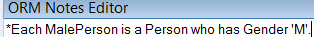 ORM Notes Editor
*Each MalePerson is a Person who has Gender 'M'.